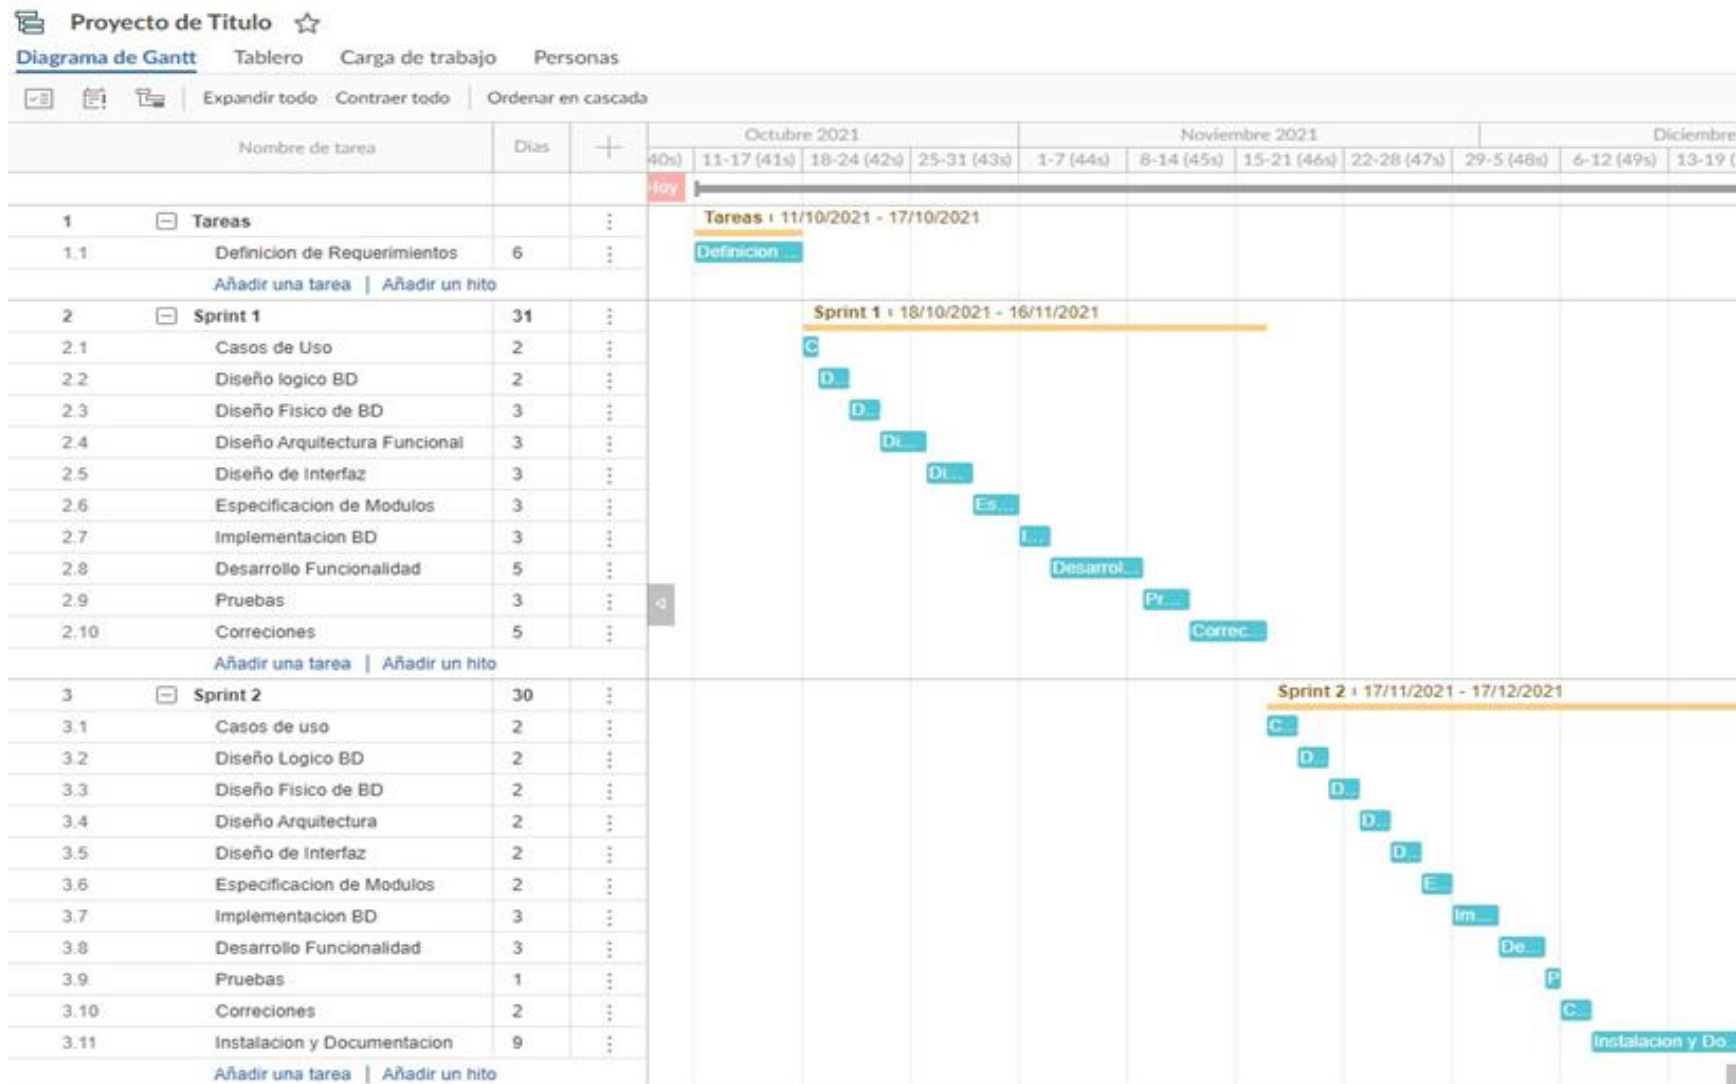 Proyecto de Titulo
Diagrama de Gantt Tablero Carga de trabajo Personas
Expandir todo Contraer todo Ordenar en cascada
Nombre de tarea Días
Octubre 2021 Noviembre 2021 Diciembre
40s) 11-17 (41s) 18-24 (42s) 25-31 (43s) 1-7 (44s) 8-14 (45s) 15-21 (46s) 22-28 (47s) 29-5 (48s) 6-12 (49s) 13-19 (
Hoy
1 Tareas Tareas 11/10/2021 - 17/10/2021
1.1 Definicion de Requerimientos 6 Definicion ...
Añadir una tarea | Añadir un hito
2 Sprint 1 31 Sprint 1 18/10/2021 - 16/11/2021
2.1 Casos de Uso 2 C
2.2 Diseño logico BD 2 D...
2.3 Diseño Fisico de BD 3 D...
2.4 Diseño Arquitectura Funcional 3 Di...
2.5 Diseño de Interfaz 3 Di...
2.6 Especificacion de Modulos 3 Es...
2.7 Implementacion BD 3 I...
2.8 Desarrollo Funcionalidad 5 Desarrol...
2.9 Pruebas 3 Pr...
2.10 Correciones 5 Correc...
Añadir una tarea | Añadir un hito
3 Sprint 2 30 Sprint 2 17/11/2021 - 17/12/2021
3.1 Casos de uso 2 C...
3.2 Diseño Logico BD 2 D...
3.3 Diseño Fisico de BD 2 D...
3.4 Diseño Arquitectura 2 D...
3.5 Diseño de Interfaz 2 D...
3.6 Especificacion de Modulos 2 E...
3.7 Implementacion BD 3 Im...
3.8 Desarrollo Funcionalidad 3 De...
3.9 Pruebas 1 P
3.10 Correciones 2 C...
3.11 Instalacion y Documentacion 9 Instalacion y Do...
Añadir una tarea | Añadir un hito